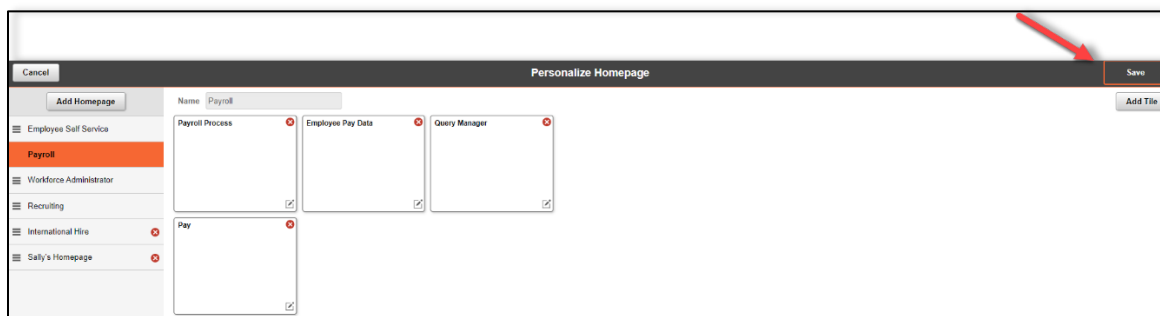 Cancel
Personalize Homepage
Save
Add Homepage
Name Payroll
Add Tile
Employee Self Service
Payroll
Workforce Administrator
Recruiting
International Hire
Sally's Homepage
Payroll Process
Employee Pay Data
Query Manager
Pay